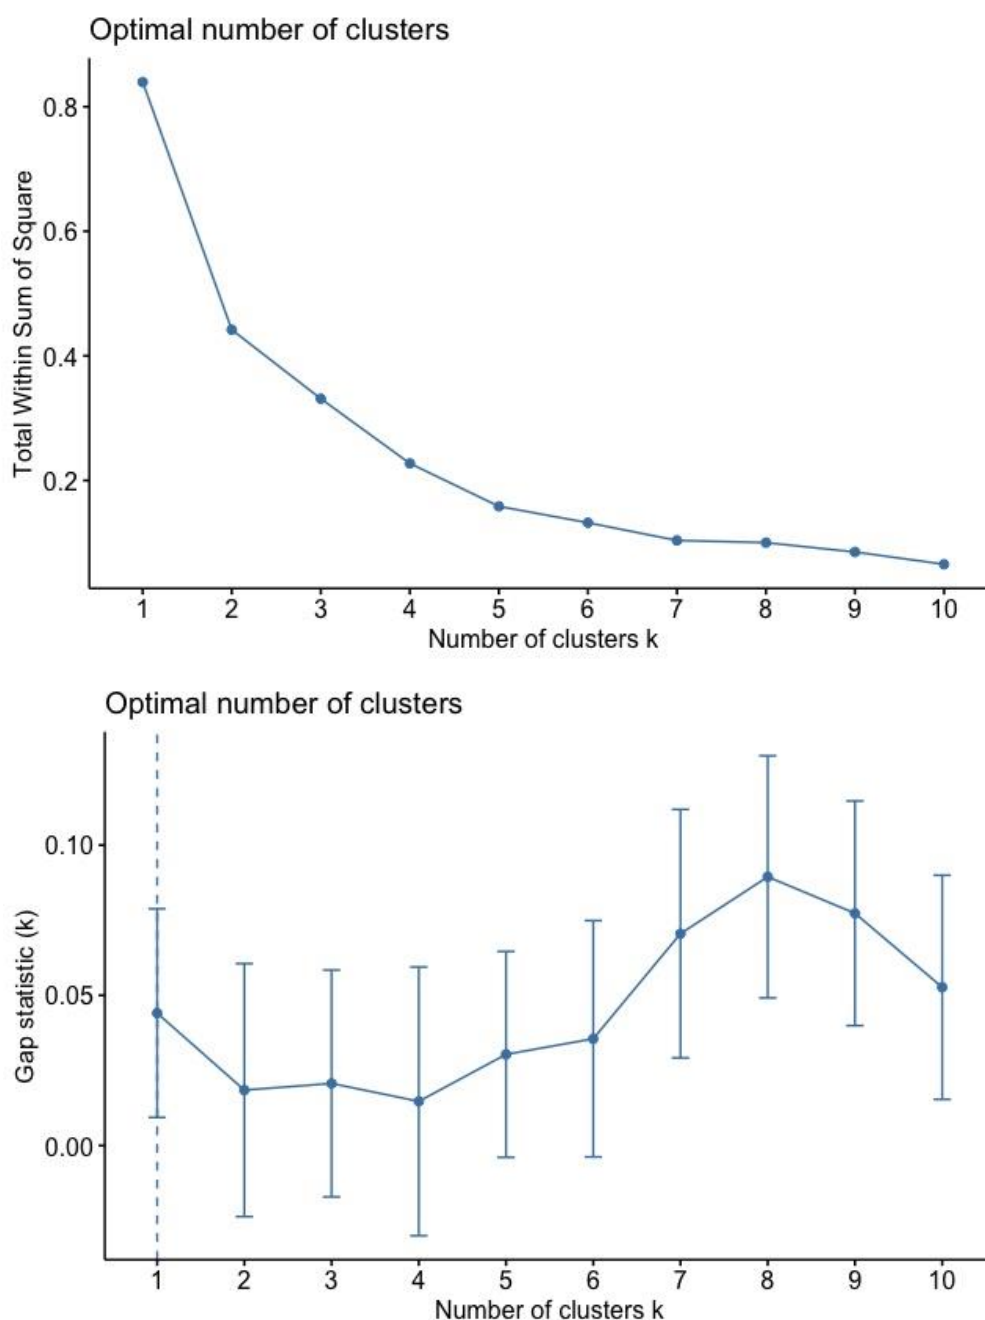 Optimal number of clusters
Total Within Sum of Square
0.8
0.6
0.4
0.2
1 2 3 4 5 6 7 8 9 10
Number of clusters k
Optimal number of clusters
Gap statistic (k)
0.10
0.05
0.00
1 2 3 4 5 6 7 8 9 10
Number of clusters k